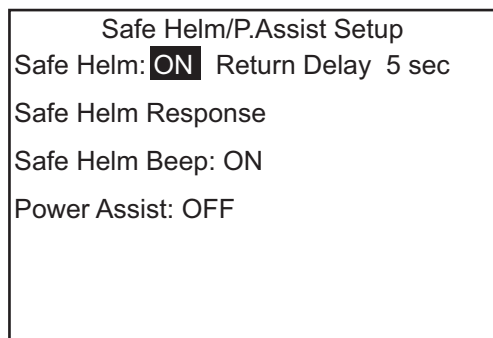 Safe Helm/P.Assist Setup
Safe Helm: ON Return Delay 5 sec
Safe Helm Response
Safe Helm Beep: ON
Power Assist: OFF